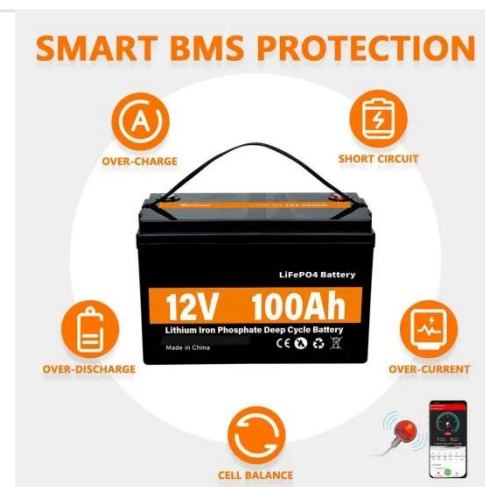 SMART BMS PROTECTION
OVER-CHARGE
SHORT CIRCUIT
LiFePO4 Battery
12V 100Ah
Lithium Iron Phosphate Deep Cycle Battery
Made in China
CE
OVER-DISCHARGE
OVER-CURRENT
CELL BALANCE